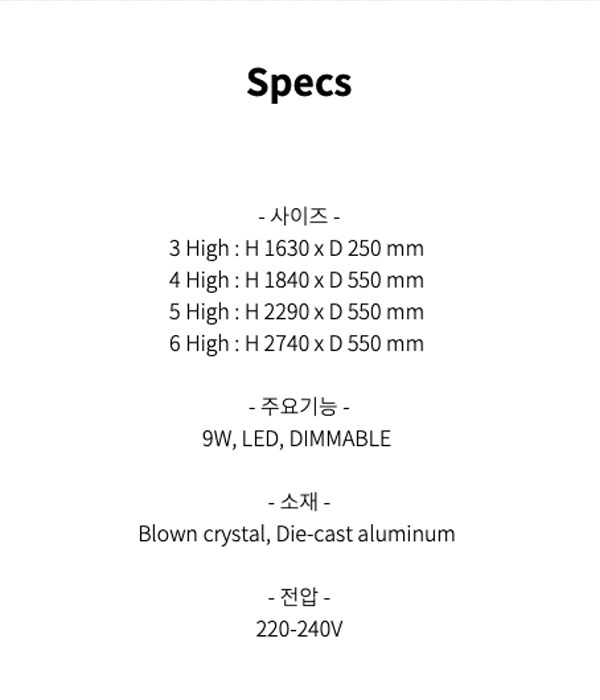 Specs
- 사이즈 -
3 High : H 1630 x D 250 mm
4 High : H 1840 x D 550 mm
5 High : H 2290 x D 550 mm
6 High : H 2740 x D 550 mm
- 주요기능 -
9W, LED, DIMMABLE
- 소재 -
Blown crystal, Die-cast aluminum
- 전압 -
220-240V